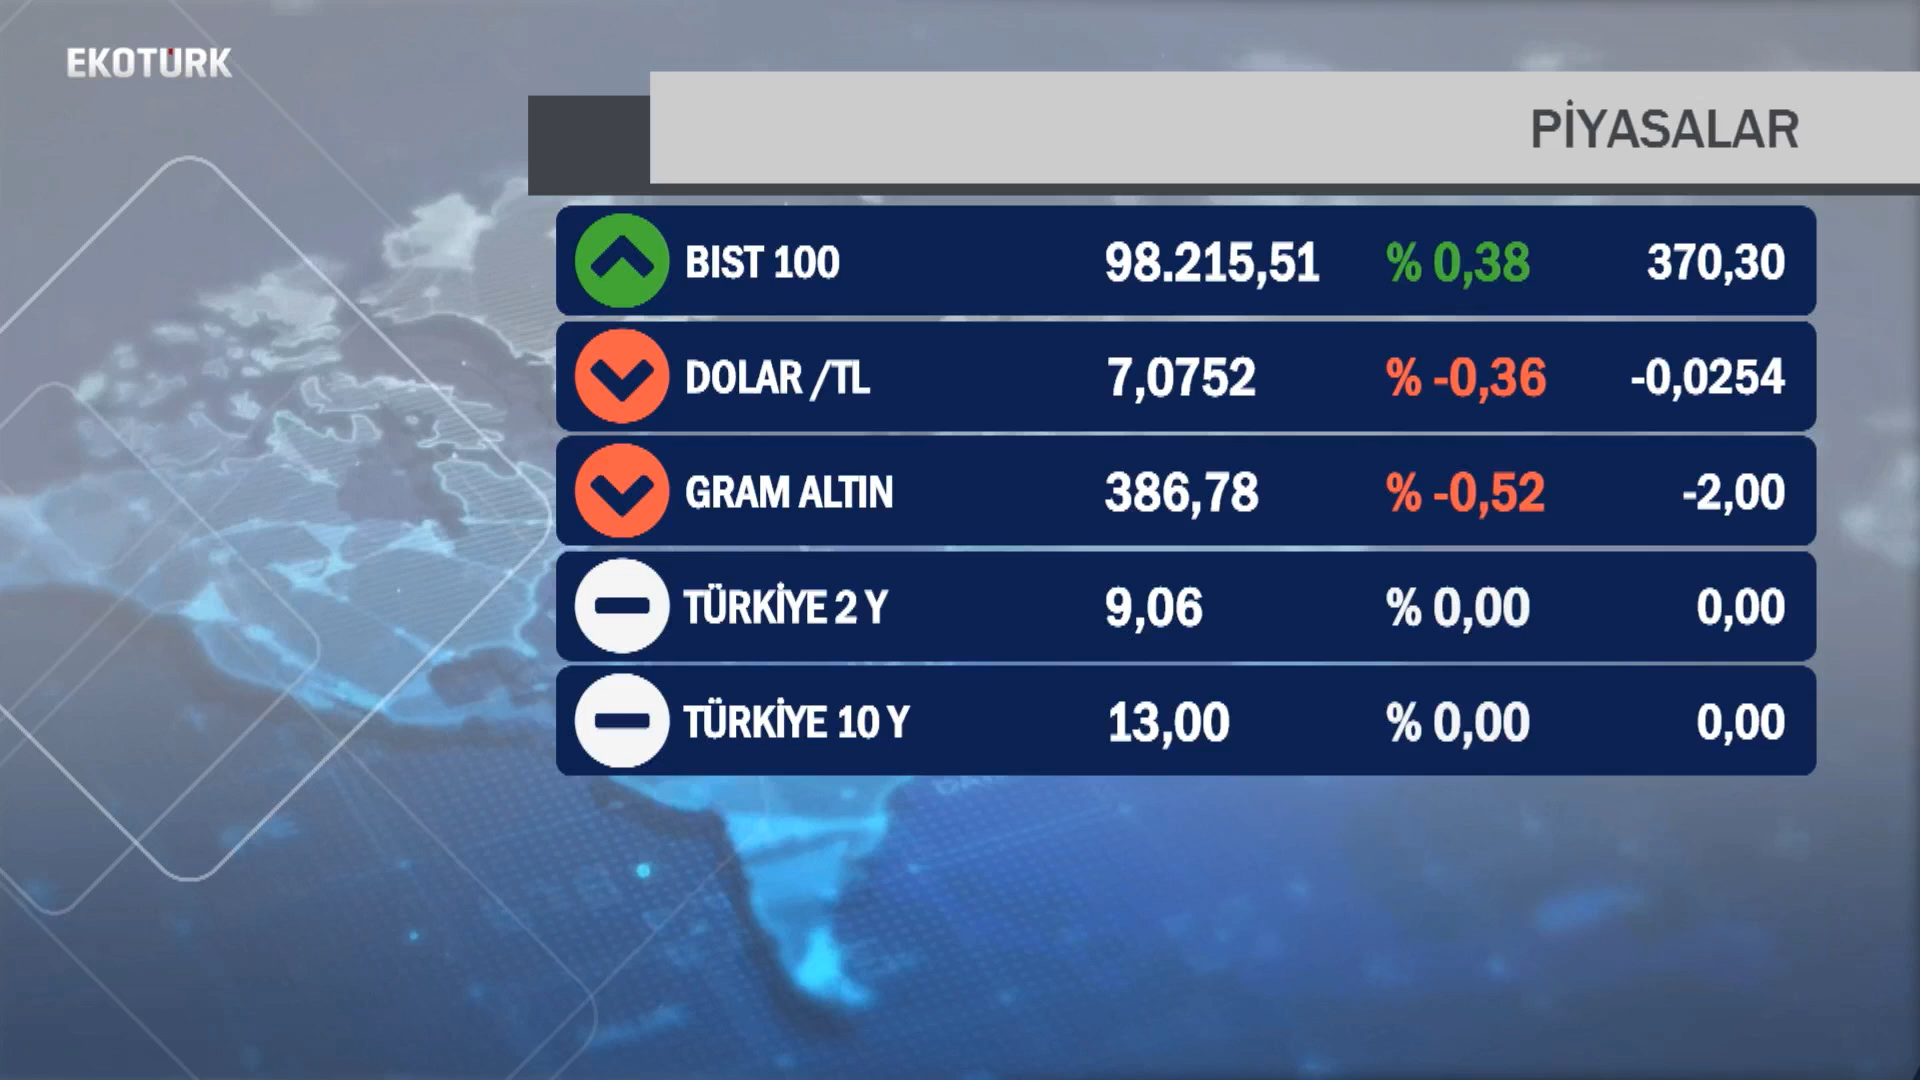 EKOTÜRK
PİYASALAR
BIST 100 98.215,51 % 0,38 370,30
DOLAR /TL 7,0752 % -0,36 -0,0254
GRAM ALTIN 386,78 % -0,52 -2,00
TÜRKİYE 2 Y 9,06 % 0,00 0,00
TÜRKİYE 10 Y 13,00 % 0,00 0,00